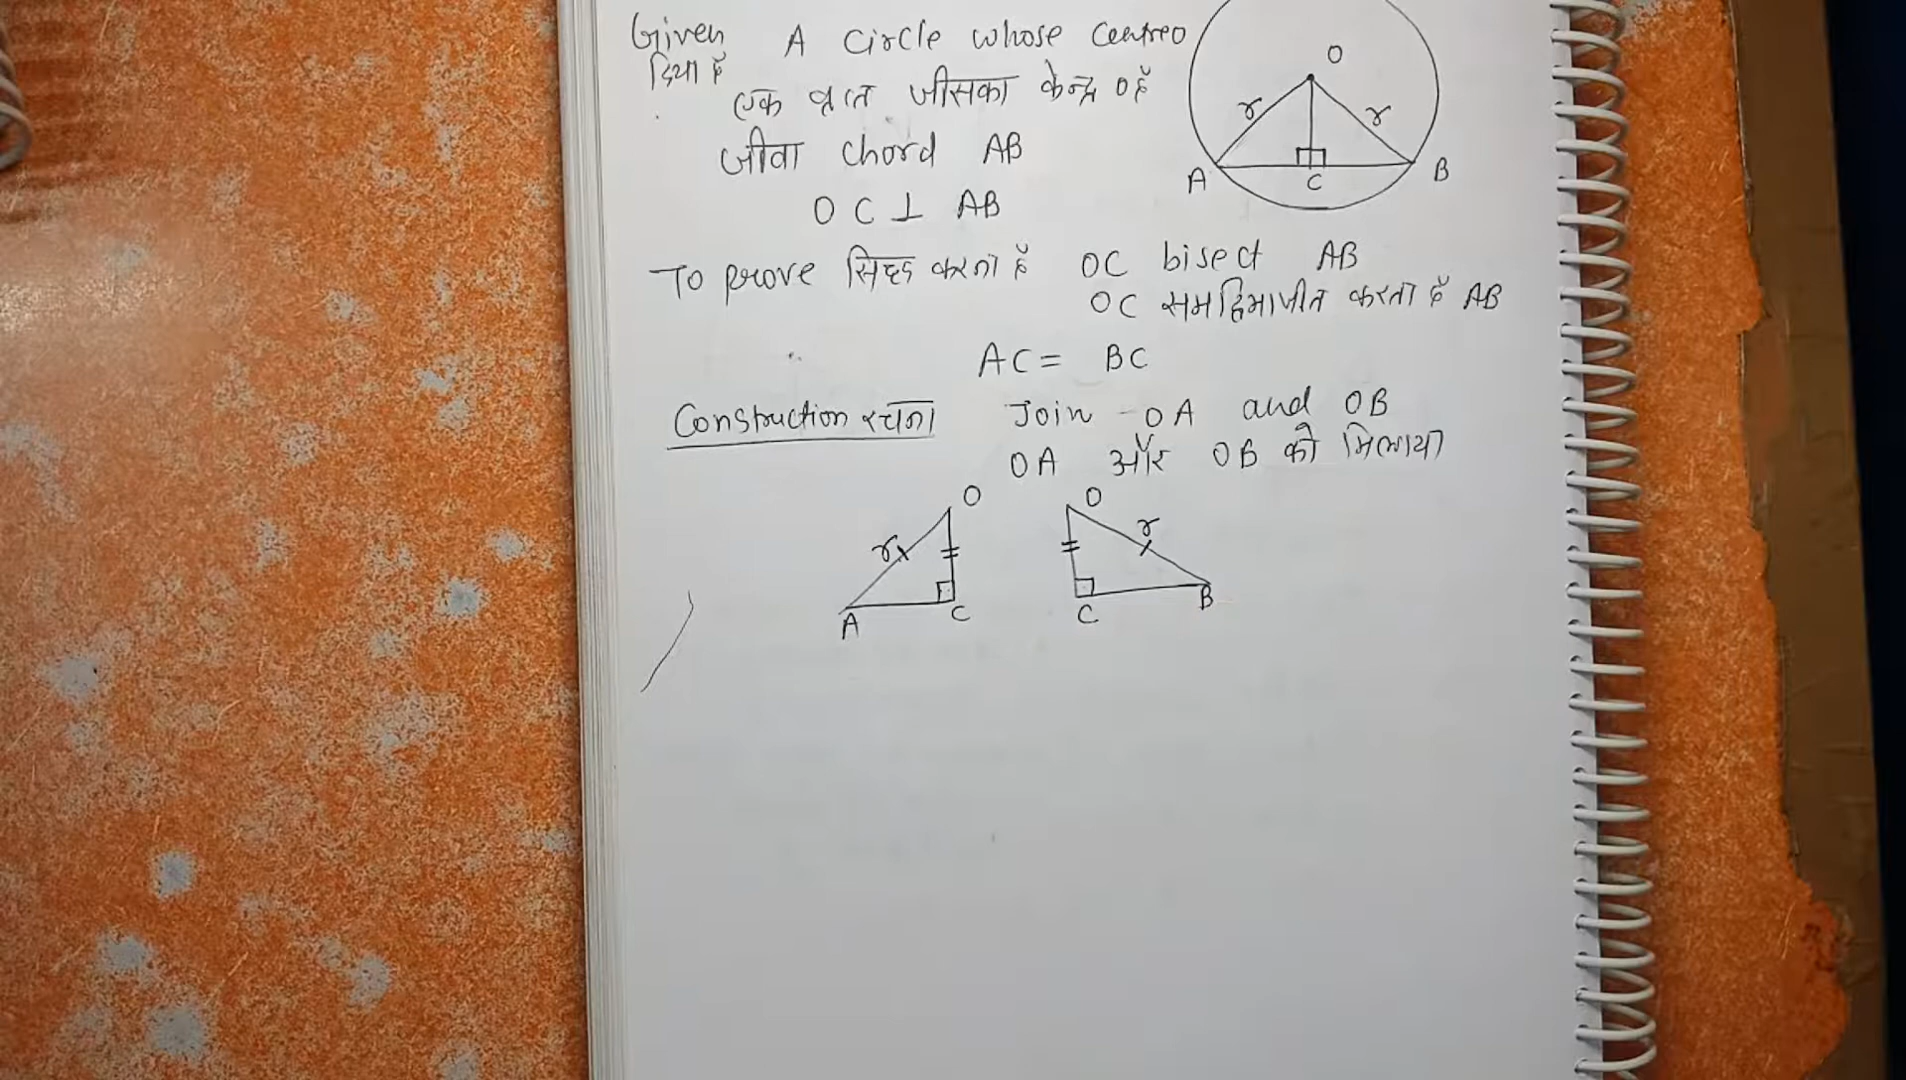 Given A Circle whose Centre O
दिया हैं
एक वृत्त जीसका केन्द्र O हैं
जीवा Chord AB
OC ⊥ AB
To prove सिद्ध करना हैं OC bisect AB
OC समद्विभाजीत करता हैं AB
AC = BC
Construction रचना Join OA and OB
OA और OB को मिलाया
O
r r
A C B
O O
r r
A C C B